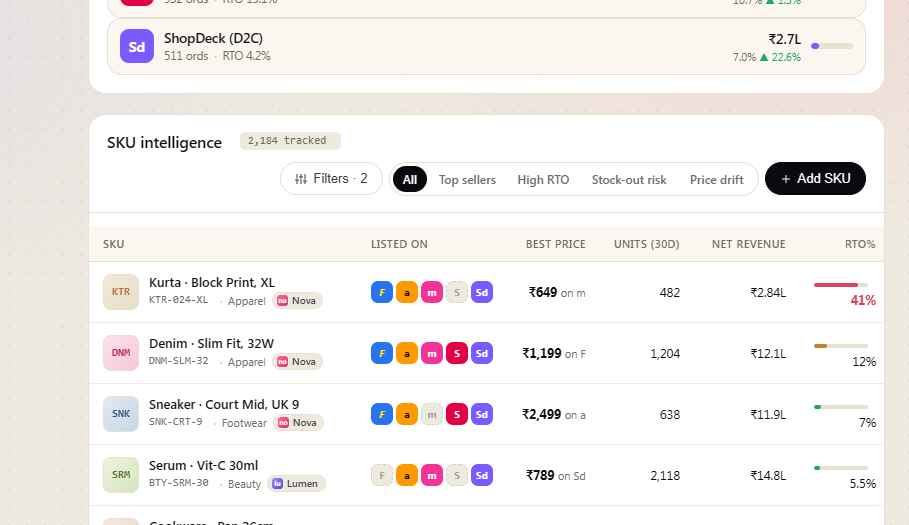 ShopDeck (D2C)
Sd
511 ords · RTO 4.2%
₹2.7L
7.0% ▲ 22.6%
SKU intelligence
2,184 tracked
Filters · 2
All
Top sellers
High RTO
Stock-out risk
Price drift
+ Add SKU
SKU
LISTED ON
BEST PRICE
UNITS (30D)
NET REVENUE
RTO%
KTR
Kurta · Block Print, XL
KTR-024-XL · Apparel no Nova
F a m S Sd
₹649 on m
482
₹2.84L
41%
DNM
Denim · Slim Fit, 32W
DNM-SLM-32 · Apparel no Nova
F a m S Sd
₹1,199 on F
1,204
₹12.1L
12%
SNK
Sneaker · Court Mid, UK 9
SNK-CRT-9 · Footwear no Nova
F a m S Sd
₹2,499 on a
638
₹11.9L
7%
SRM
Serum · Vit-C 30ml
BTY-SRM-30 · Beauty lu Lumen
F a m S Sd
₹789 on Sd
2,118
₹14.8L
5.5%